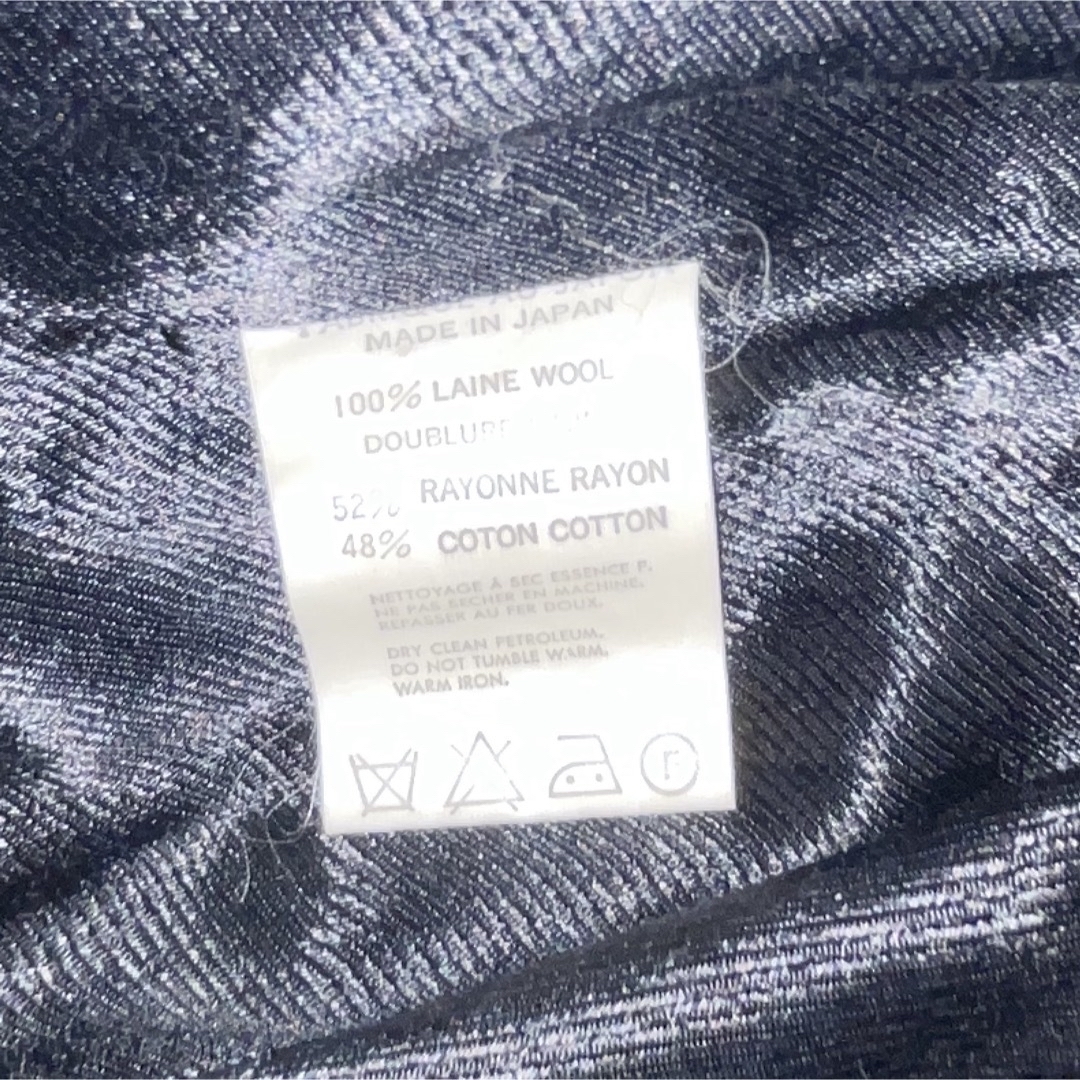 MADE IN JAPAN
100% LAINE WOOL
52% RAYONNE RAYON
48% COTON COTTON
NETTOYAGE À SEC ESSENCE P.
NE PAS SECHER EN MACHINE.
REPASSER AU FER DOUX.
DRY CLEAN PETROLEUM.
DO NOT TUMBLE WARM.
WARM IRON.
r